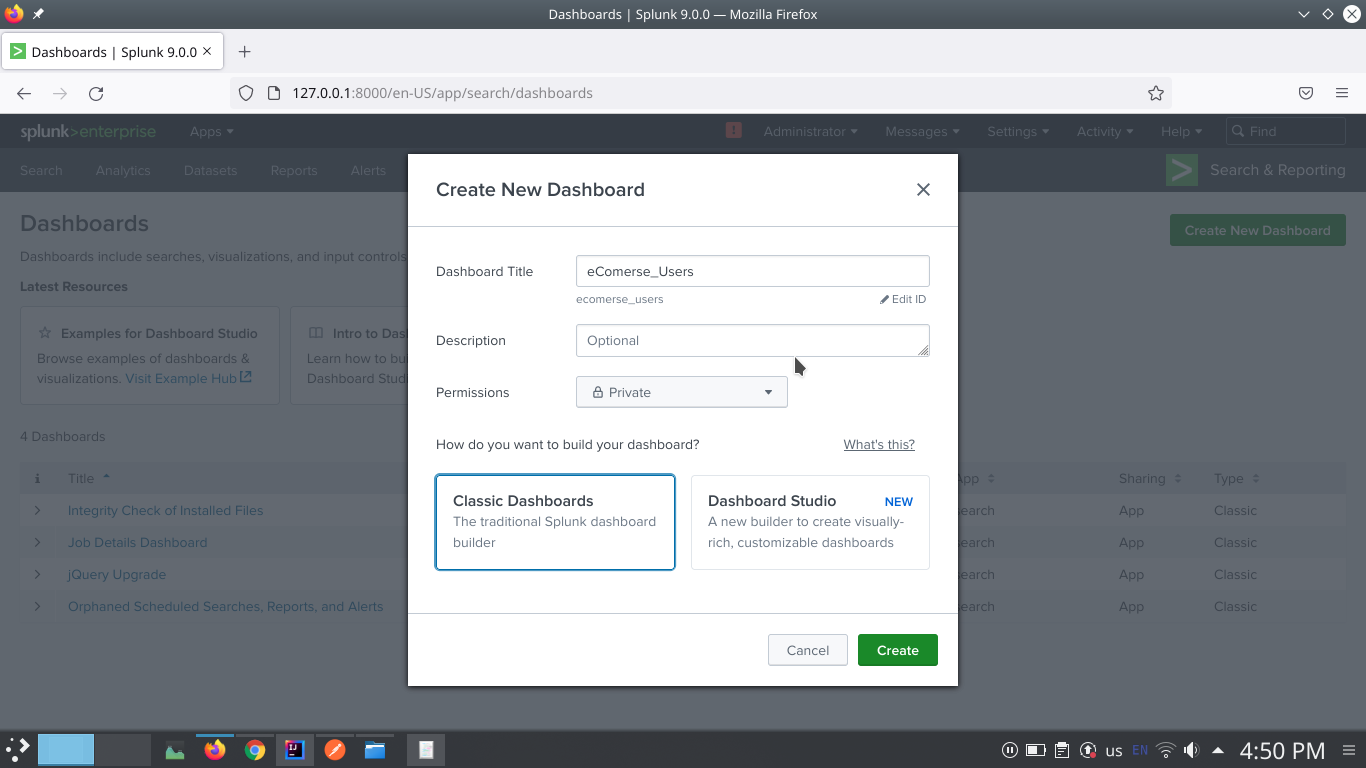 Dashboards | Splunk 9.0.0 — Mozilla Firefox
Dashboards | Splunk 9.0.0
127.0.0.1:8000/en-US/app/search/dashboards
splunk>enterprise Apps Administrator Messages Settings Activity Help Find
Search Analytics Datasets Reports Alerts Search & Reporting
Dashboards
Create New Dashboard
Dashboards include searches, visualizations, and input controls
Latest Resources
Examples for Dashboard Studio
Browse examples of dashboards &
visualizations. Visit Example Hub
Intro to
Learn how to
Dashboard
4 Dashboards
i Title App Sharing Type
Integrity Check of Installed Files search App Classic
Job Details Dashboard search App Classic
jQuery Upgrade search App Classic
Orphaned Scheduled Searches, Reports, and Alerts search App Classic
Create New Dashboard
Dashboard Title eComerse_Users
ecomerse_users Edit ID
Description Optional
Permissions Private
How do you want to build your dashboard? What's this?
Classic Dashboards
The traditional Splunk dashboard
builder
Dashboard Studio NEW
A new builder to create visually-
rich, customizable dashboards
Cancel Create
us EN 4:50 PM